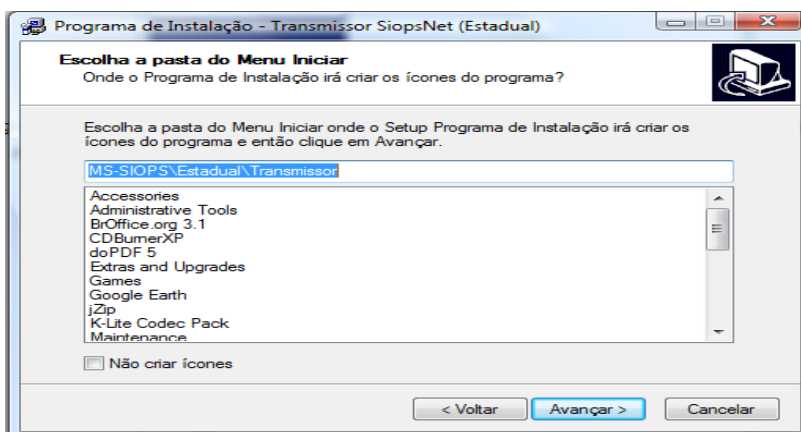 Programa de Instalação - Transmissor SiopsNet (Estadual)
Escolha a pasta do Menu Iniciar
Onde o Programa de Instalação irá criar os ícones do programa?
Escolha a pasta do Menu Iniciar onde o Setup Programa de Instalação irá criar os
ícones do programa e então clique em Avançar.
MS-SIOPS\Estadual\Transmissor
Accessories
Administrative Tools
BrOffice.org 3.1
CDBurnerXP
doPDF 5
Extras and Upgrades
Games
Google Earth
jZip
K-Lite Codec Pack
Maintenance
Não criar ícones
< Voltar
Avançar >
Cancelar